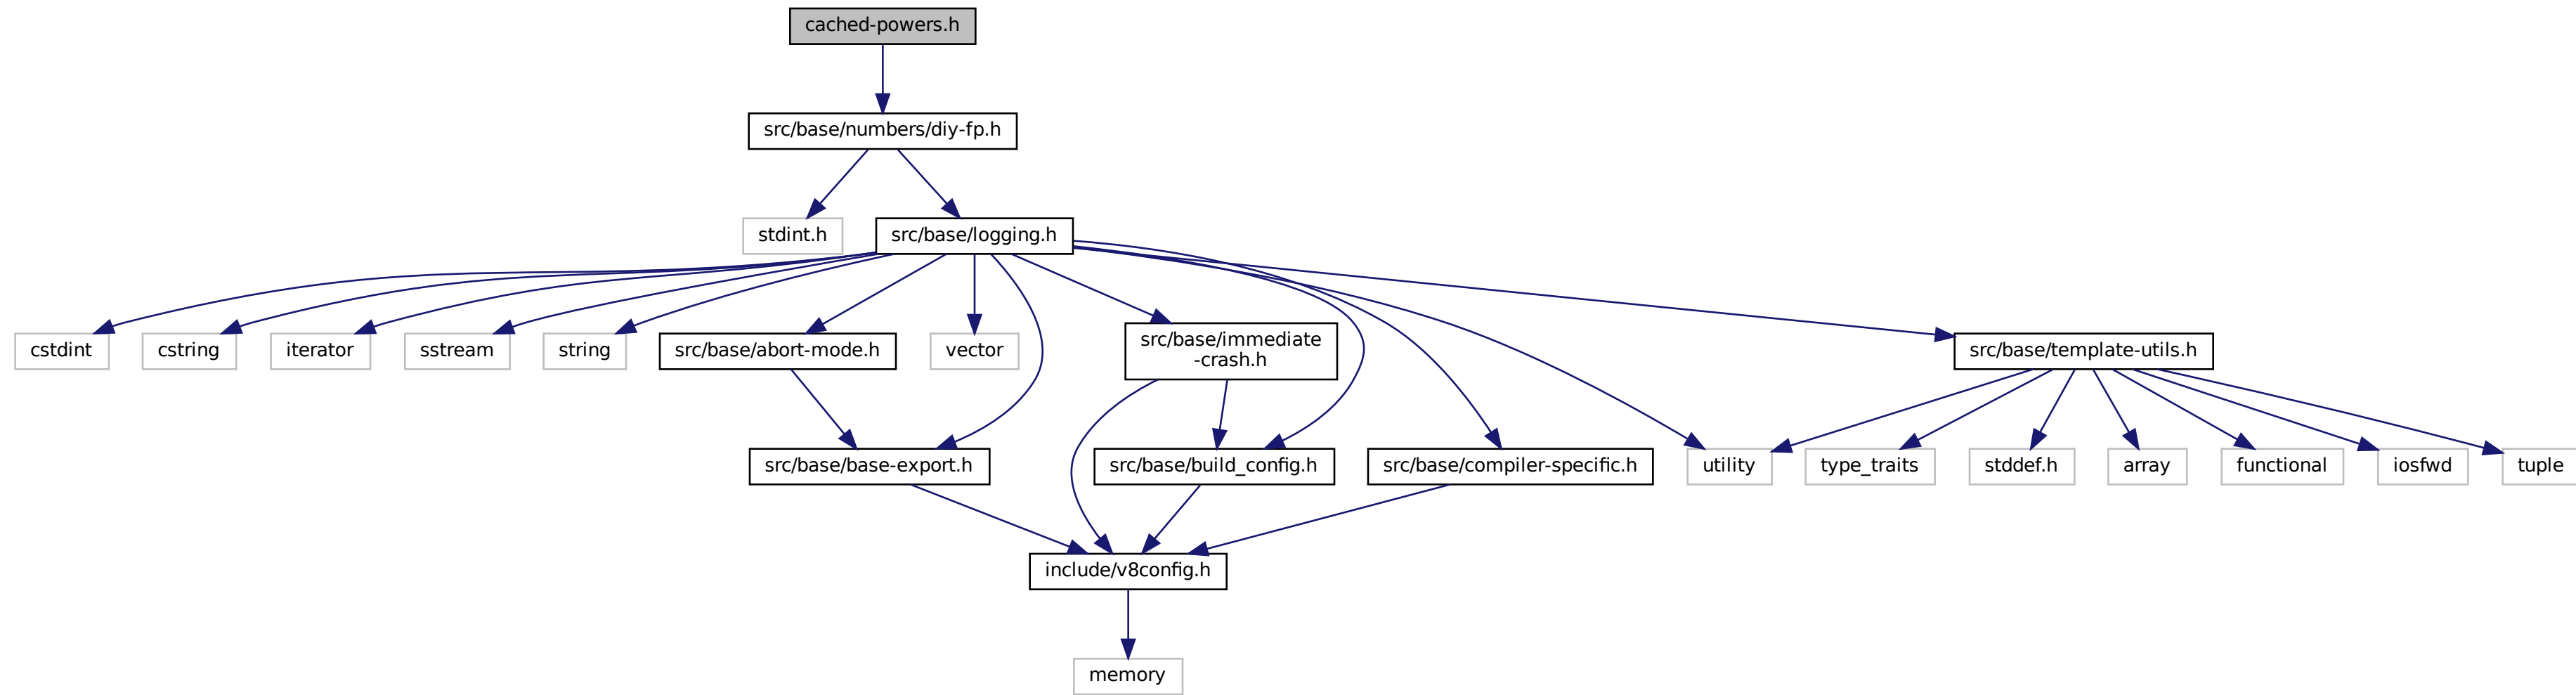 cached-powers.h
src/base/numbers/diy-fp.h
stdint.h
src/base/logging.h
cstdint
cstring
iterator
sstream
string
src/base/abort-mode.h
vector
src/base/immediate
-crash.h
src/base/template-utils.h
src/base/base-export.h
src/base/build_config.h
src/base/compiler-specific.h
utility
type_traits
stddef.h
array
functional
iosfwd
tuple
include/v8config.h
memory